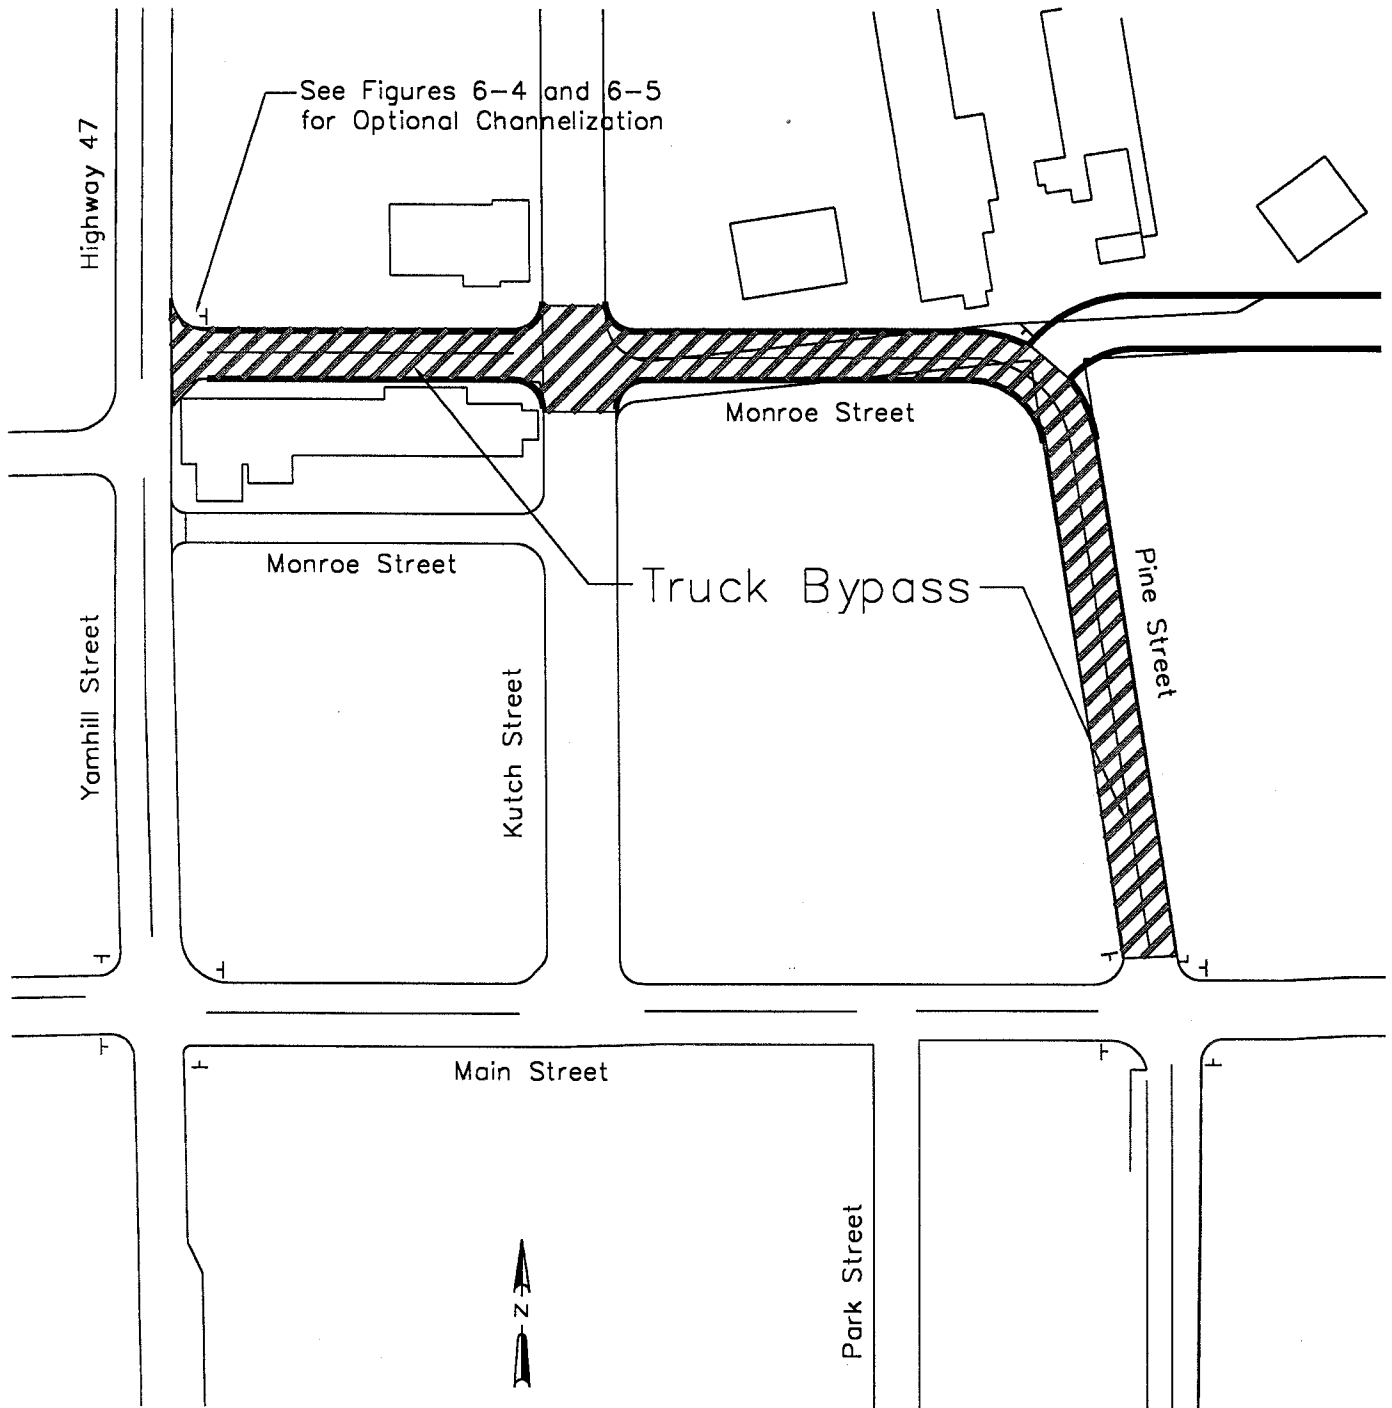 See Figures 6-4 and 6-5
for Optional Channelization
Highway 47
Monroe Street
Monroe Street
Truck Bypass
Pine Street
Yamhill Street
Kutch Street
Main Street
Park Street
N